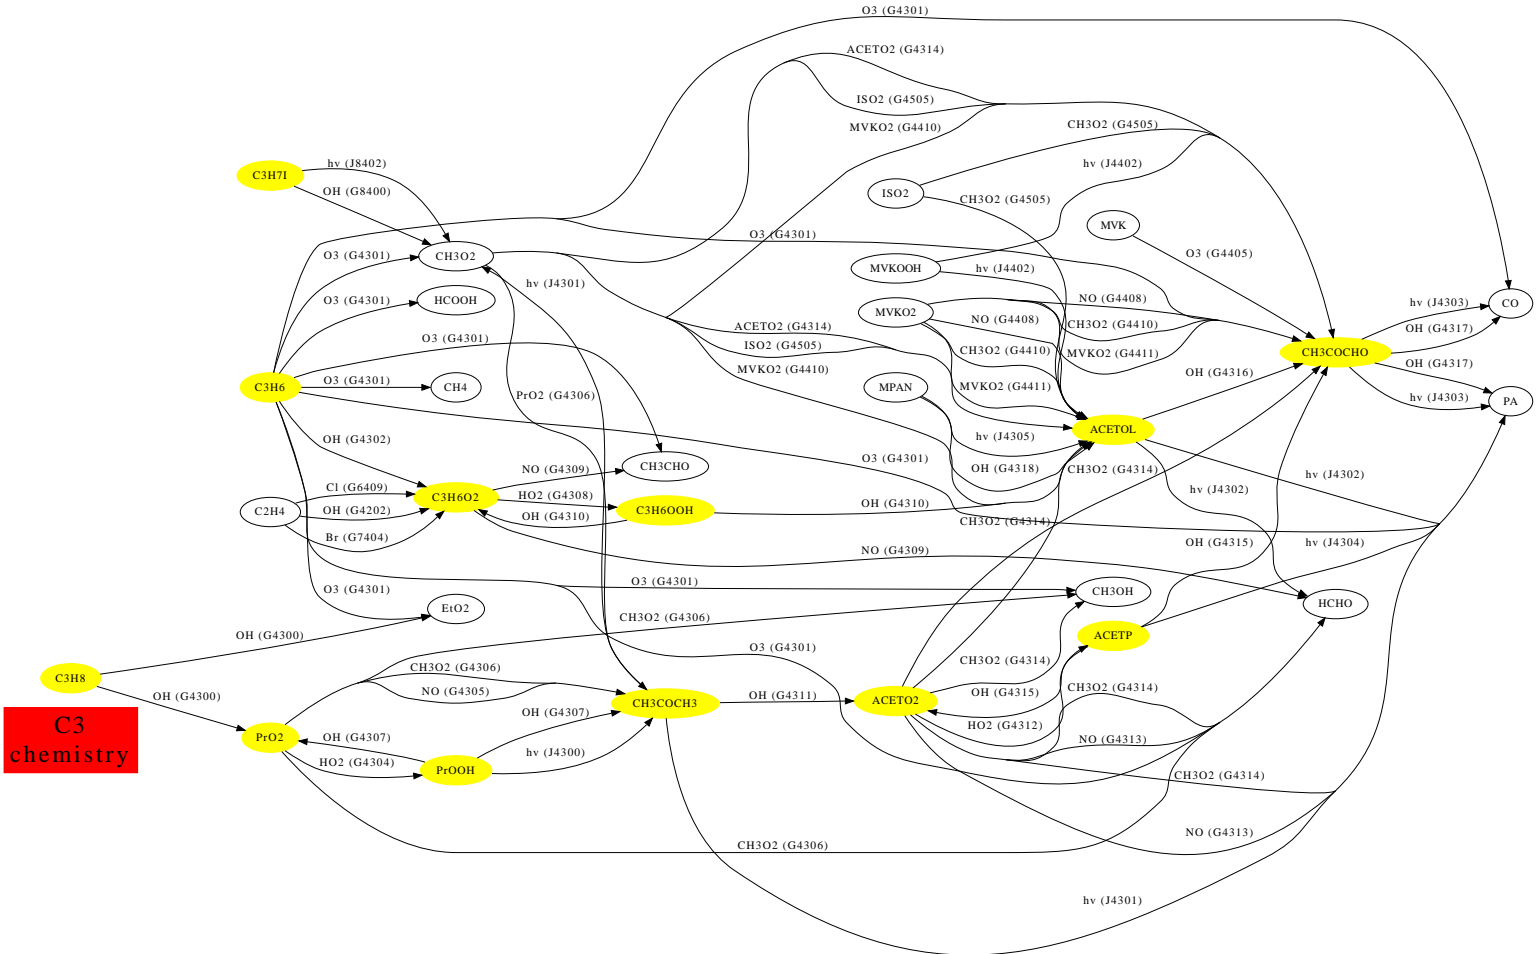 O3 (G4301)
ACETO2 (G4314)
ISO2 (G4505)
MVKO2 (G4410)
CH3O2 (G4505)
hv (J8402)
hv (J4402)
C3H7I
OH (G8400)
ISO2
CH3O2 (G4505)
MVK
O3 (G4301)
O3 (G4301)
CH3O2
O3 (G4405)
hv (J4301)
MVKOOH
hv (J4402)
O3 (G4301)
HCOOH
NO (G4408)
hv (J4303)
CO
MVKO2
NO (G4408)
CH3O2 (G4410)
OH (G4317)
ACETO2 (G4314)
O3 (G4301)
ISO2 (G4505)
CH3O2 (G4410)
MVKO2 (G4411)
CH3COCHO
OH (G4317)
MVKO2 (G4410)
OH (G4316)
C3H6
O3 (G4301)
CH4
PrO2 (G4306)
MPAN
MVKO2 (G4411)
hv (J4303)
PA
OH (G4302)
hv (J4305)
ACETOL
O3 (G4301)
NO (G4309)
CH3CHO
OH (G4318)
CH3O2 (G4314)
hv (J4302)
Cl (G6409)
C3H6O2
HO2 (G4308)
hv (J4302)
C2H4
OH (G4202)
OH (G4310)
C3H6OOH
OH (G4310)
CH3O2 (G4314)
Br (G7404)
NO (G4309)
OH (G4315)
hv (J4304)
O3 (G4301)
O3 (G4301)
CH3OH
EtO2
CH3O2 (G4306)
HCHO
OH (G4300)
ACETP
O3 (G4301)
C3H8
CH3O2 (G4306)
CH3O2 (G4314)
OH (G4300)
NO (G4305)
CH3COCH3
OH (G4311)
ACETO2
OH (G4315)
CH3O2 (G4314)
C3
chemistry
OH (G4307)
HO2 (G4312)
PrO2
OH (G4307)
NO (G4313)
HO2 (G4304)
PrOOH
hv (J4300)
CH3O2 (G4314)
NO (G4313)
CH3O2 (G4306)
hv (J4301)